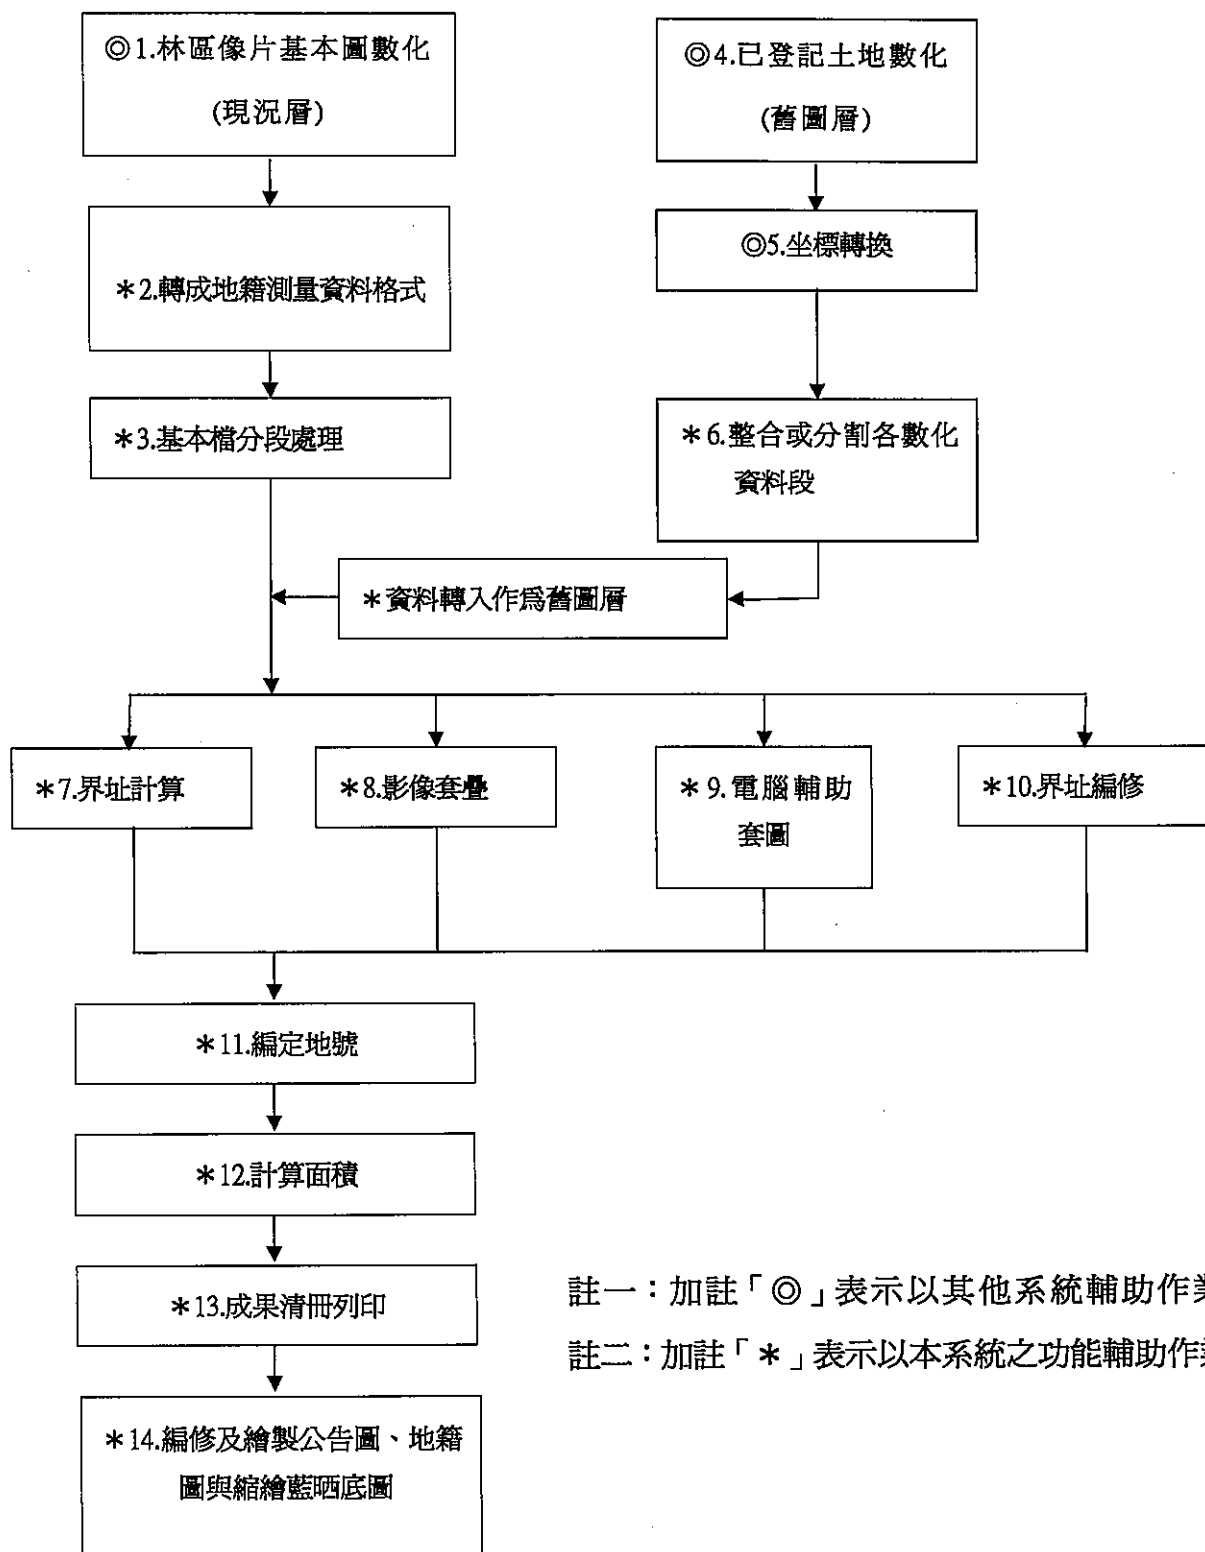 ◎1.林區像片基本圖數化
(現況層)
◎4.已登記土地數化
(舊圖層)
＊2.轉成地籍測量資料格式
◎5.坐標轉換
＊3.基本檔分段處理
＊6.整合或分割各數化
資料段
＊資料轉入作爲舊圖層
＊7.界址計算
＊8.影像套疊
＊9.電腦輔助
套圖
＊10.界址編修
＊11.編定地號
＊12.計算面積
＊13.成果清冊列印
註一：加註「◎」表示以其他系統輔助作業
註二：加註「＊」表示以本系統之功能輔助作業
＊14.編修及繪製公告圖、地籍
圖與縮繪藍晒底圖